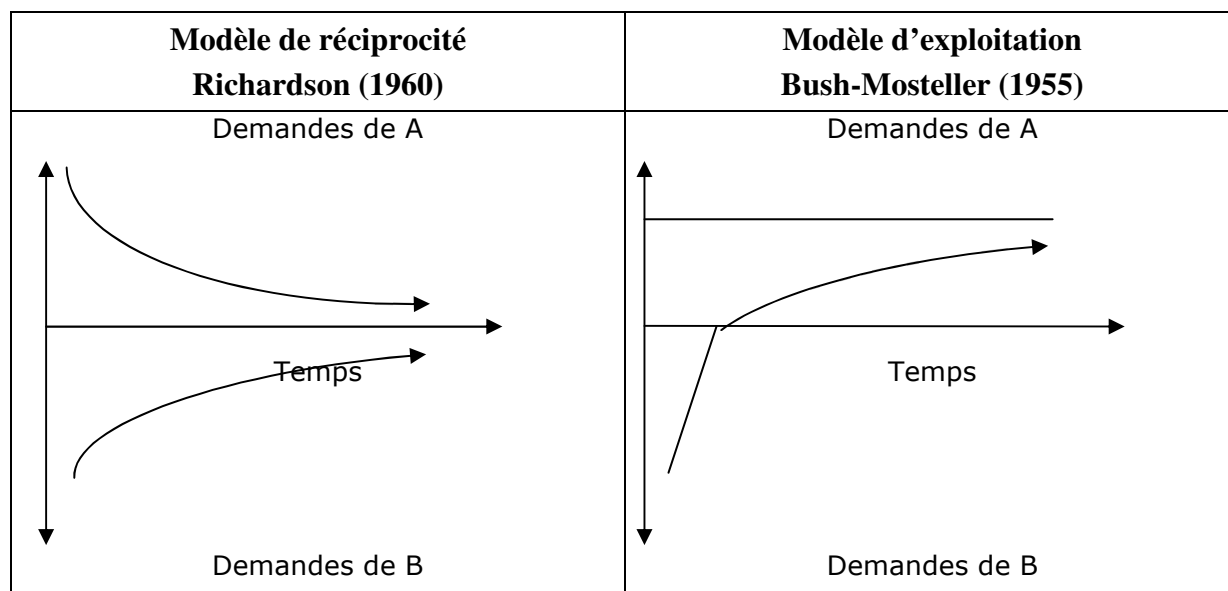 Modèle de réciprocité
Richardson (1960)
Modèle d’exploitation
Bush-Mosteller (1955)
Demandes de A
Temps
Demandes de B
Demandes de A
Temps
Demandes de B